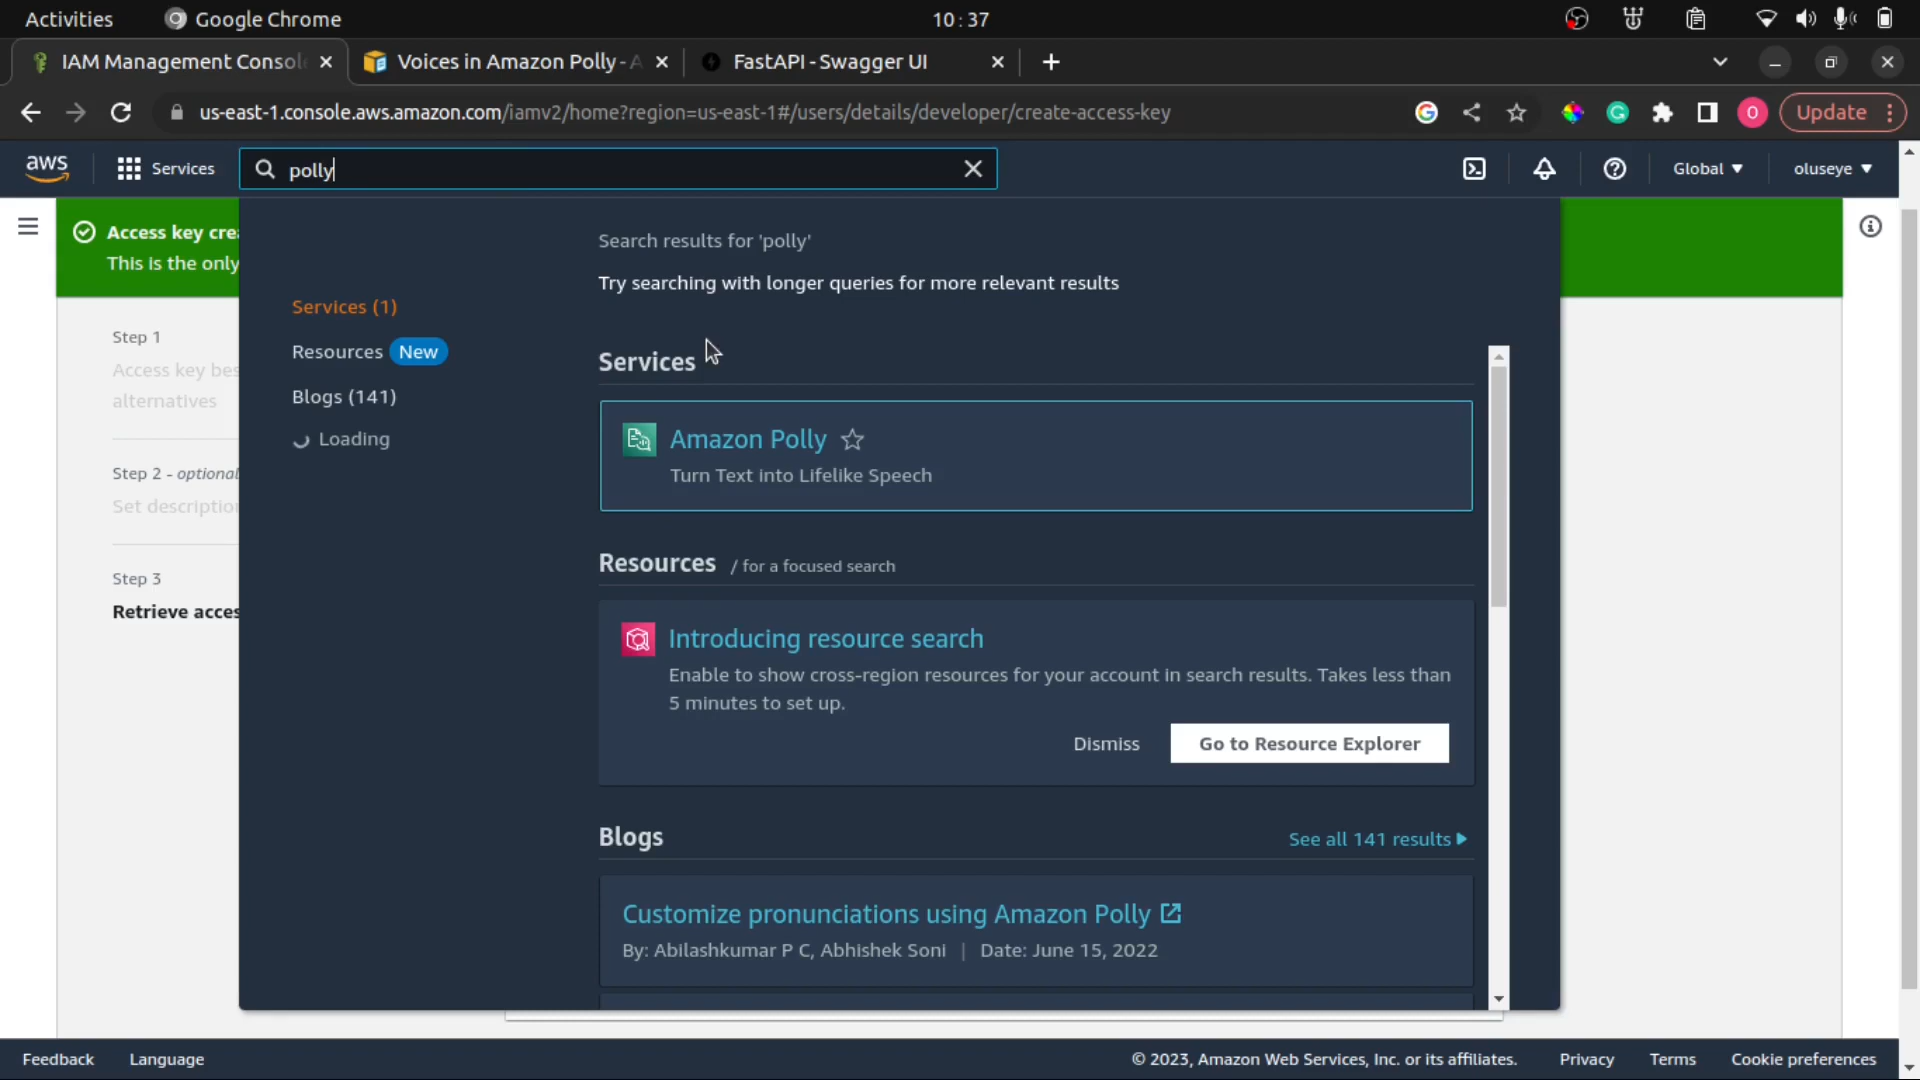 Activities
Google Chrome
10:37
IAM Management Consol
Voices in Amazon Polly - A
FastAPI - Swagger UI
us-east-1.console.aws.amazon.com/iamv2/home?region=us-east-1#/users/details/developer/create-access-key
O
Update
aws
Services
polly
Global
oluseye
Access key crea
This is the only
Step 1
Access key bes
alternatives
Step 2 - optional
Set description
Step 3
Retrieve acces
Services (1)
Resources New
Blogs (141)
Loading
Search results for 'polly'
Try searching with longer queries for more relevant results
Services
Amazon Polly
Turn Text into Lifelike Speech
Resources / for a focused search
Introducing resource search
Enable to show cross-region resources for your account in search results. Takes less than
5 minutes to set up.
Dismiss
Go to Resource Explorer
Blogs
See all 141 results
Customize pronunciations using Amazon Polly
By: Abilashkumar P C, Abhishek Soni | Date: June 15, 2022
Feedback
Language
© 2023, Amazon Web Services, Inc. or its affiliates.
Privacy
Terms
Cookie preferences